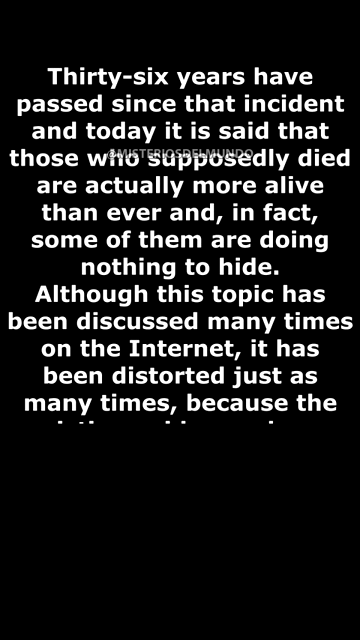 Thirty-six years have
passed since that incident
and today it is said that
those who supposedly died
@MISTERIOSDELMUNDO
are actually more alive
than ever and, in fact,
some of them are doing
nothing to hide.
Although this topic has
been discussed many times
on the Internet, it has
been distorted just as
many times, because the